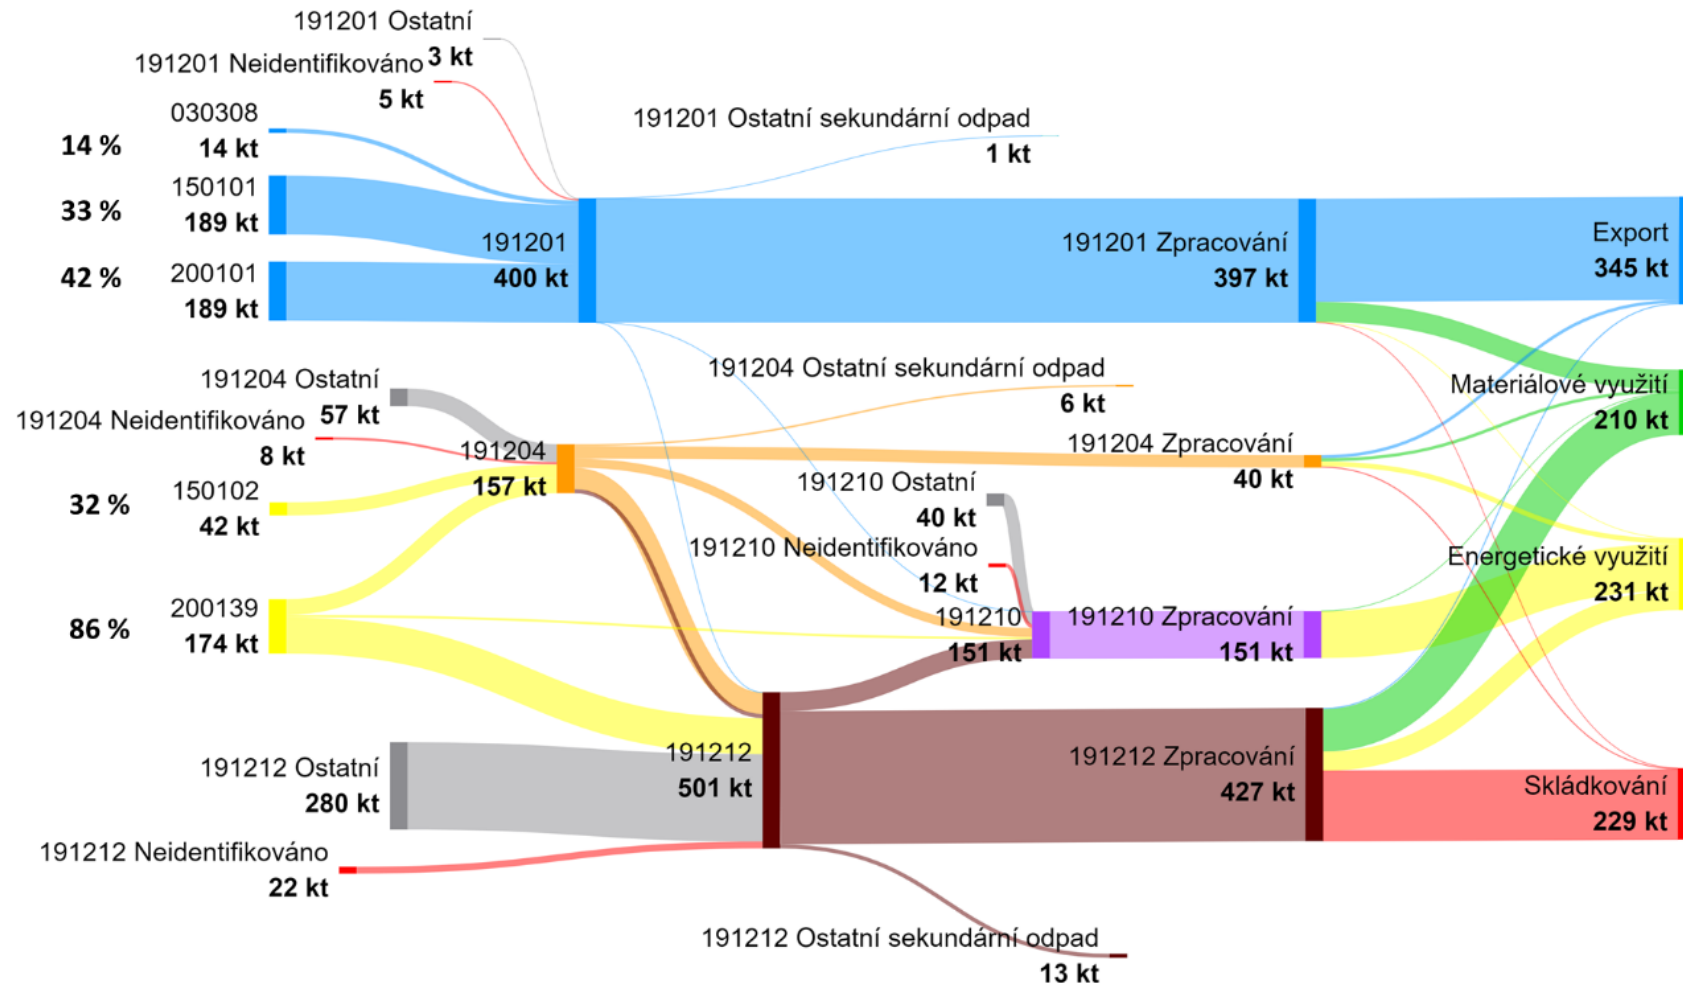 191201 Ostatní
3 kt
191201 Neidentifikováno
5 kt
030308
14 kt
14 %
150101
189 kt
33 %
200101
189 kt
42 %
191201 Ostatní sekundární odpad
1 kt
191201
400 kt
191201 Zpracování
397 kt
Export
345 kt
191204 Ostatní
57 kt
191204 Neidentifikováno
8 kt
191204
157 kt
150102
42 kt
32 %
200139
174 kt
86 %
191204 Ostatní sekundární odpad
6 kt
191204 Zpracování
40 kt
Materiálové využití
210 kt
191210 Ostatní
40 kt
191210 Neidentifikováno
12 kt
191210
151 kt
191210 Zpracování
151 kt
Energetické využití
231 kt
191212 Ostatní
280 kt
191212 Neidentifikováno
22 kt
191212
501 kt
191212 Zpracování
427 kt
Skládkování
229 kt
191212 Ostatní sekundární odpad
13 kt